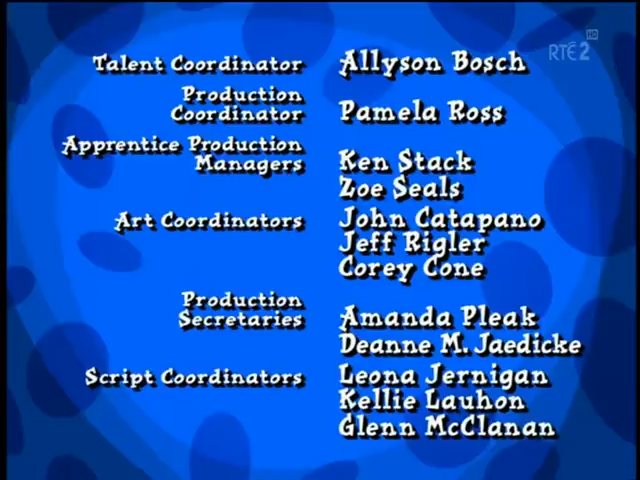 RTÉ2 HD
Talent Coordinator Allyson Bosch
Production
Coordinator Pamela Ross
Apprentice Production
Managers Ken Stack
Zoe Seals
Art Coordinators John Catapano
Jeff Rigler
Corey Cone
Production
Secretaries Amanda Pleak
Deanne M. Jaedicke
Script Coordinators Leona Jernigan
Kellie Lauhon
Glenn McClanan